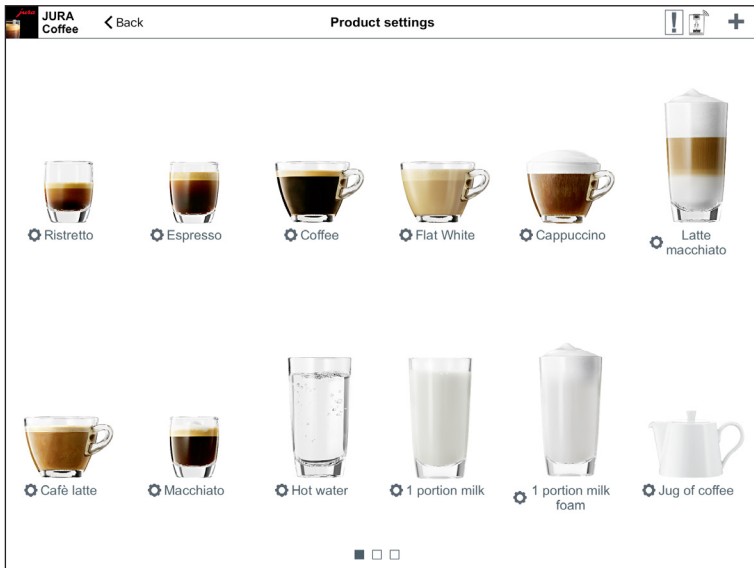 jura
JURA
Coffee
Back
Product settings
!
Ristretto
Espresso
Coffee
Flat White
Cappuccino
Latte
macchiato
Cafè latte
Macchiato
Hot water
1 portion milk
1 portion milk
foam
Jug of coffee